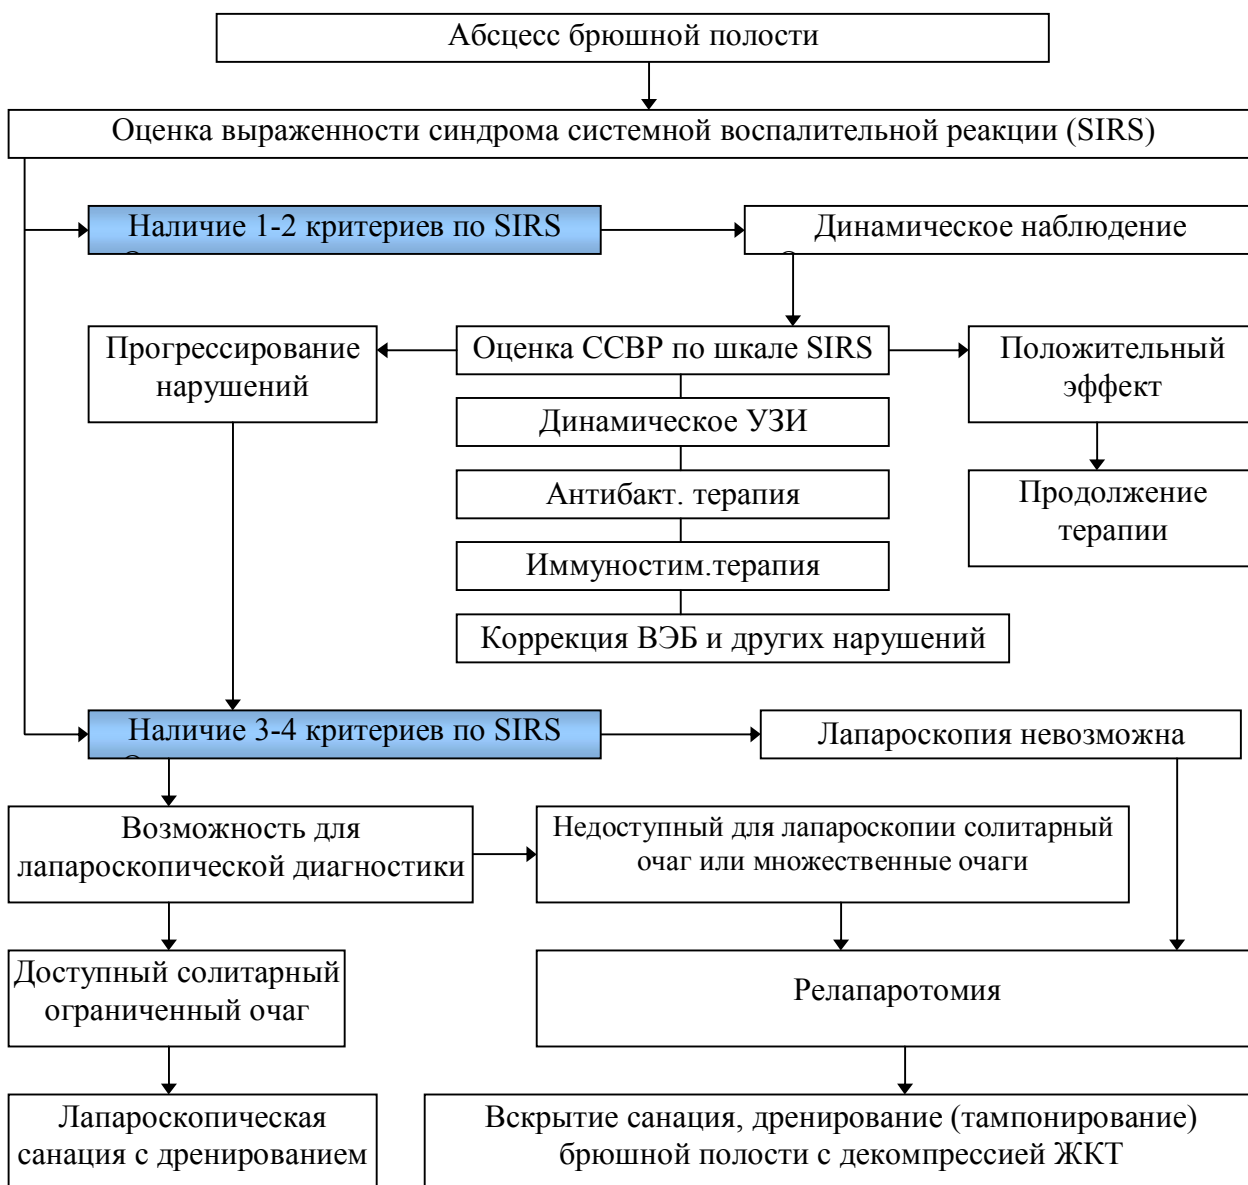 Абсцесс брюшной полости
Оценка выраженности синдрома системной воспалительной реакции (SIRS)
Наличие 1-2 критериев по SIRS
Динамическое наблюдение
Прогрессирование
нарушений
Оценка ССВР по шкале SIRS
Положительный
эффект
Динамическое УЗИ
Антибакт. терапия
Продолжение
терапии
Иммуностим.терапия
Коррекция ВЭБ и других нарушений
Наличие 3-4 критериев по SIRS
Лапароскопия невозможна
Возможность для
лапароскопической диагностики
Недоступный для лапароскопии солитарный
очаг или множественные очаги
Доступный солитарный
ограниченный очаг
Релапаротомия
Лапароскопическая
санация с дренированием
Вскрытие санация, дренирование (тампонирование)
брюшной полости с декомпрессией ЖКТ